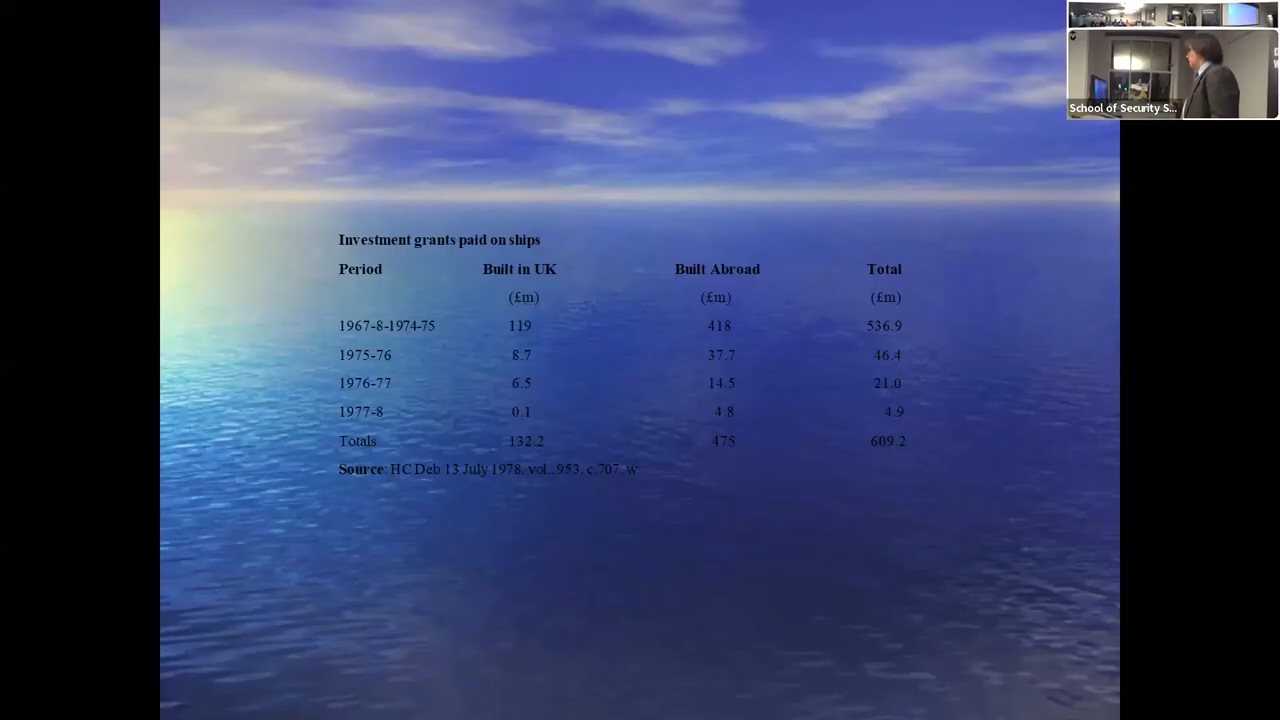 School of Security S...
Investment grants paid on ships
Period Built in UK Built Abroad Total
(£m) (£m) (£m)
1967-8-1974-75 119 418 536.9
1975-76 8.7 37.7 46.4
1976-77 6.5 14.5 21.0
1977-8 0.1 4.8 4.9
Totals 132.2 475 609.2
Source: HC Deb 13 July 1978, vol., 953, c.707. w